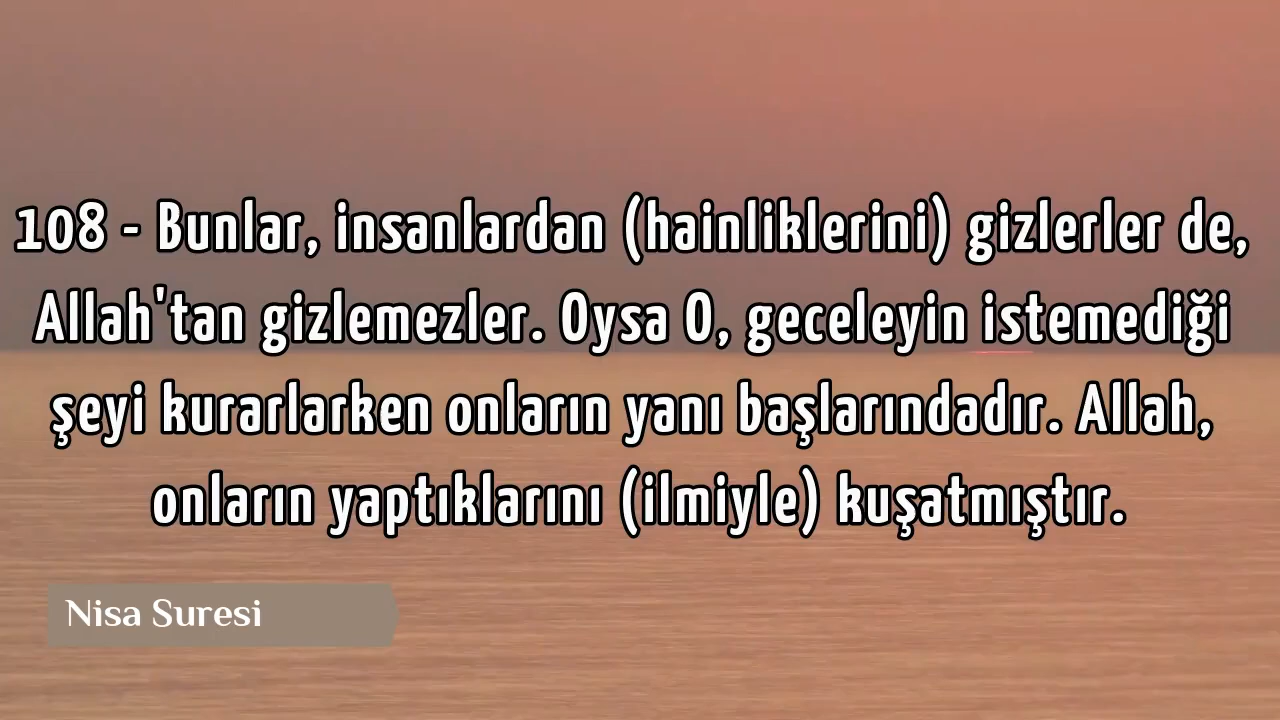 108 - Bunlar, insanlardan (hainliklerini) gizlerler de,
Allah'tan gizlemezler. Oysa O, geceleyin istemediği
şeyi kurarlarken onların yanı başlarındadır. Allah,
onların yaptıklarını (ilmiyle) kuşatmıştır.
Nisa Suresi